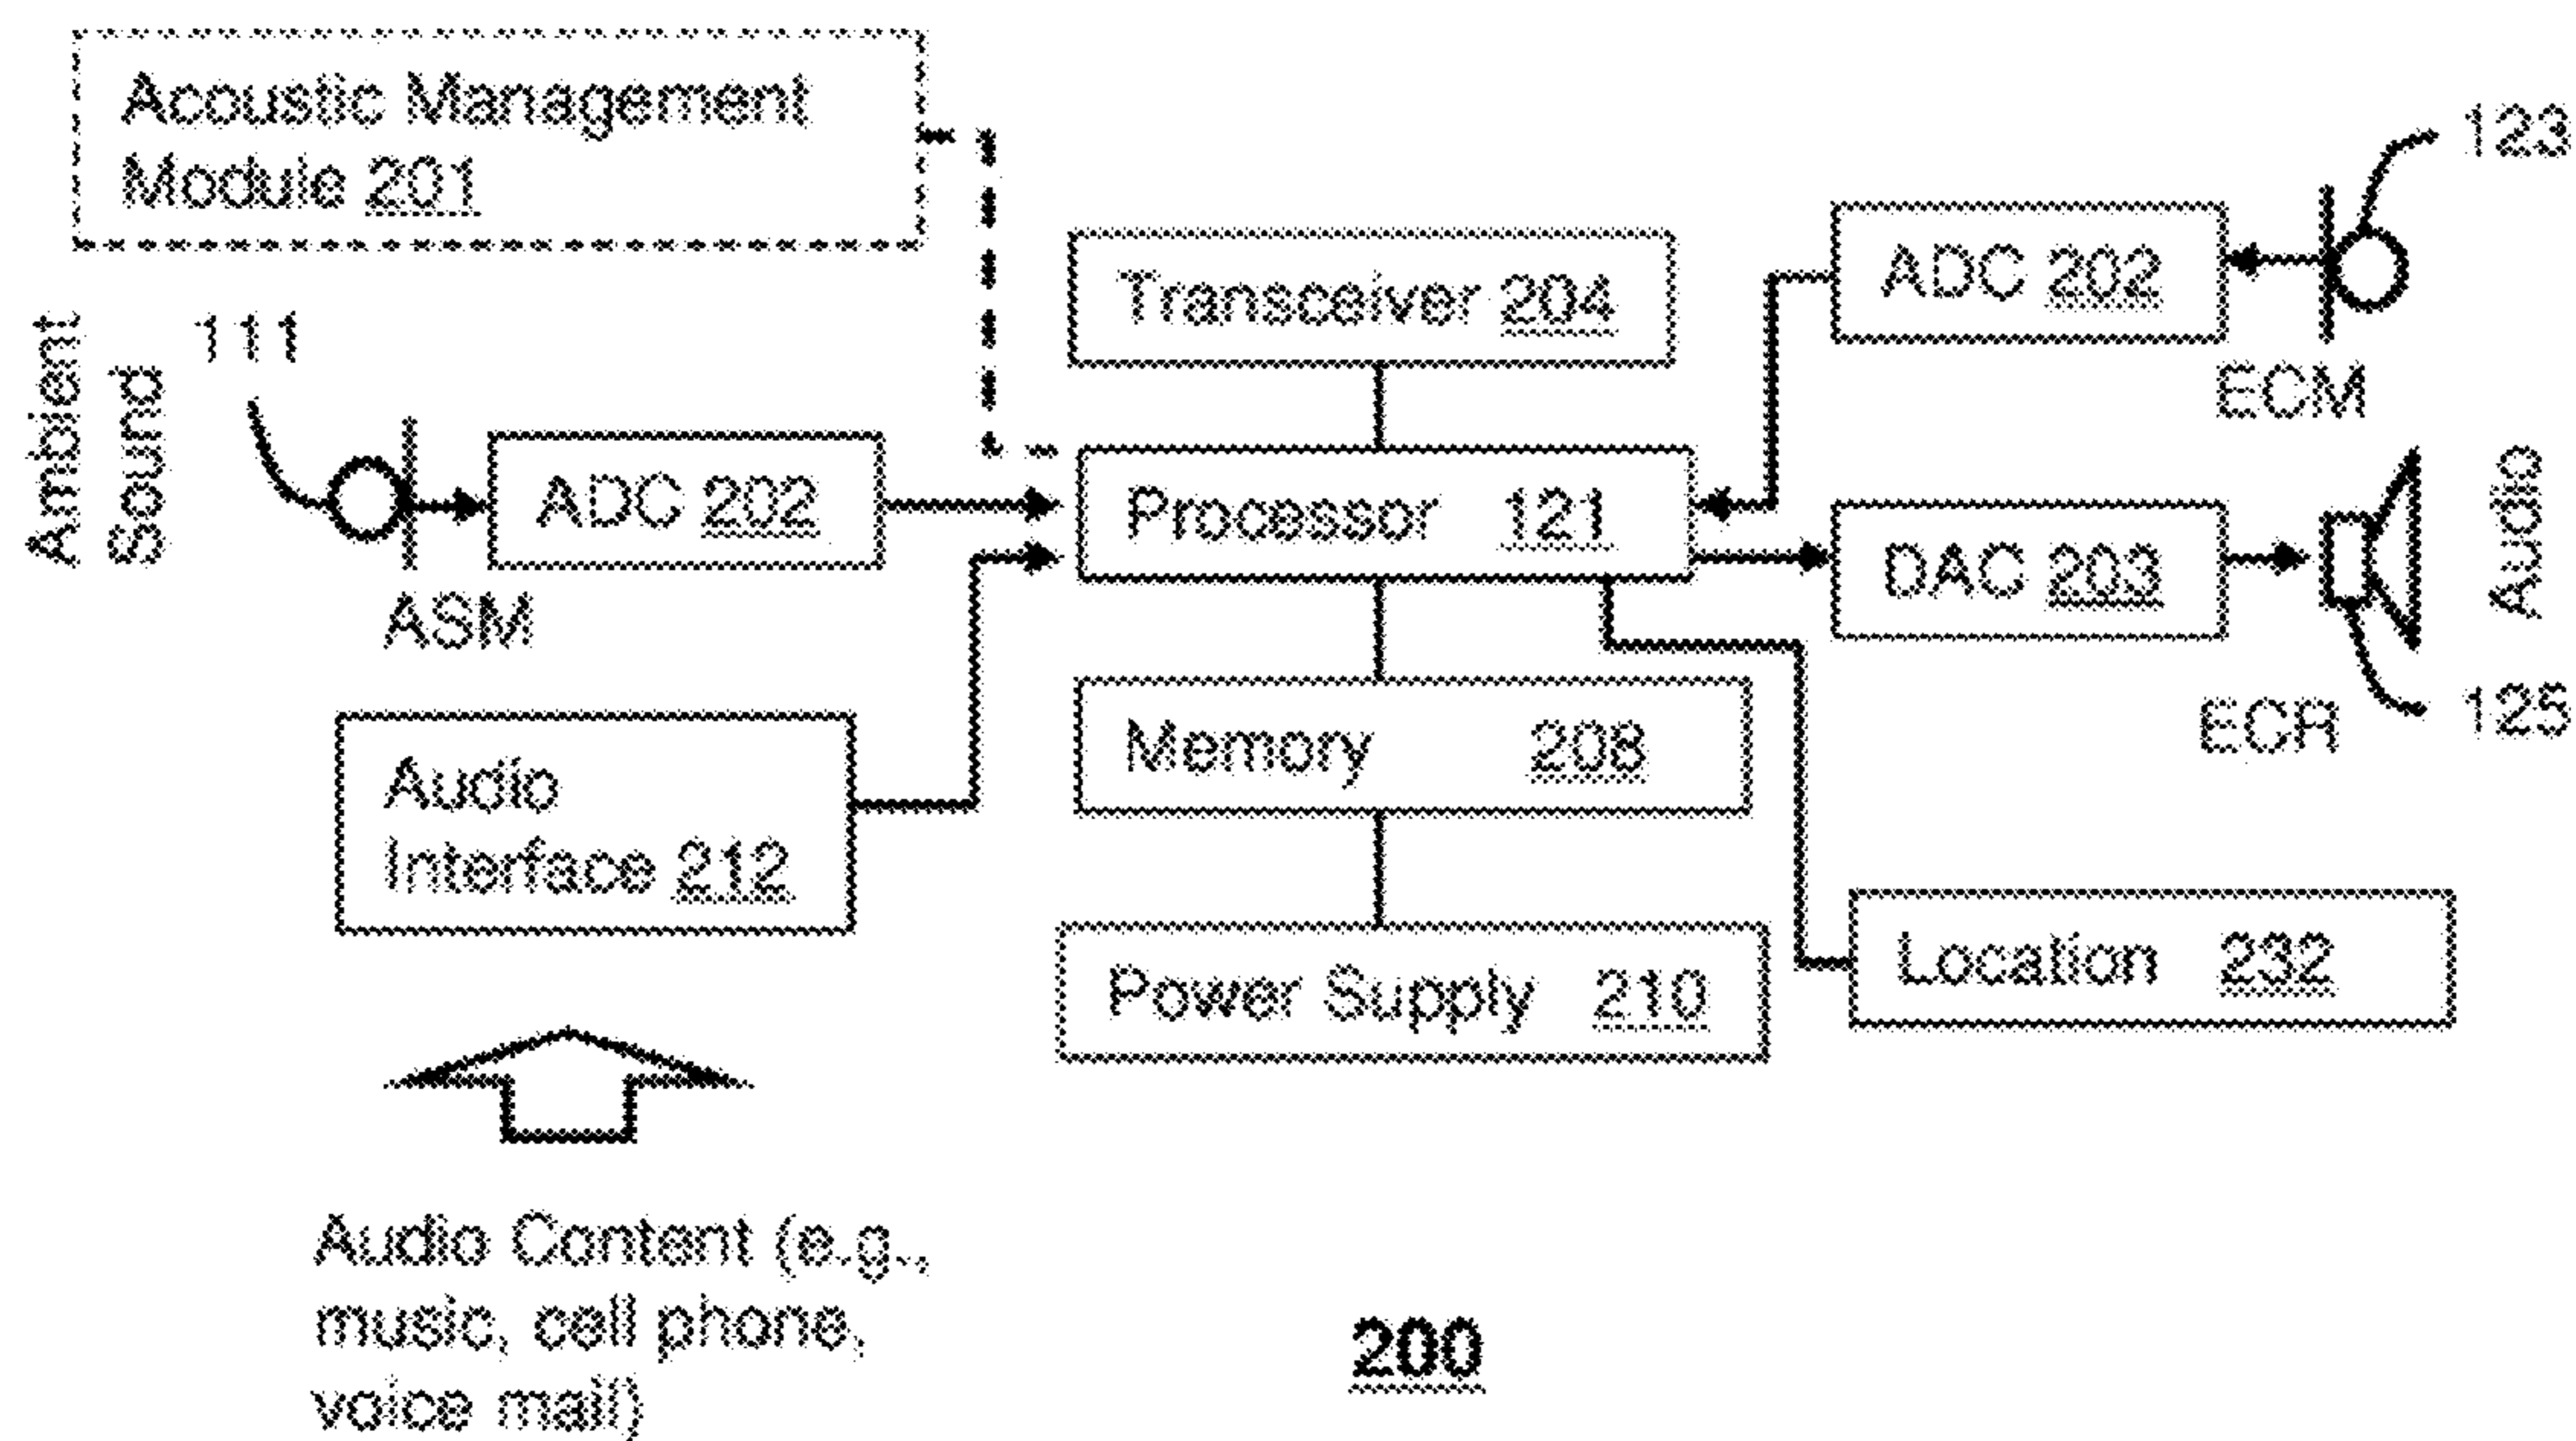 Acoustic Management
Module 201
123
Transceiver 204
ADC 202
ECM
Ambient
Sound
111
ADC 202
ASM
Processor 121
DAC 203
Audio
ECR
125
Audio
Interface 212
Memory 208
Power Supply 210
Location 232
Audio Content (e.g.,
music, cell phone,
voice mail)
200